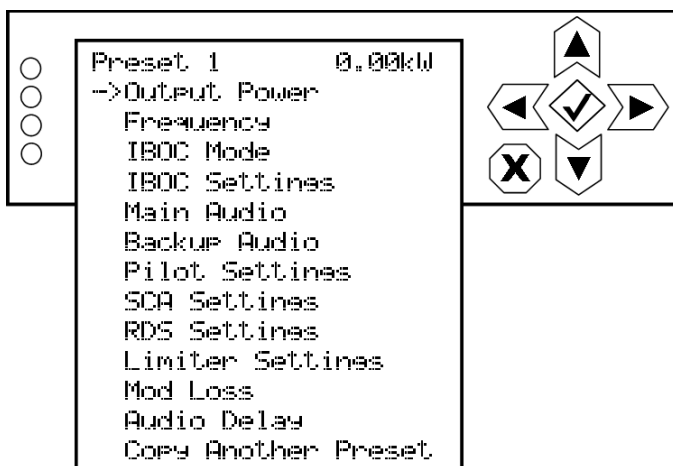 Preset 1 0.00kW
->Output Power
Frequency
IBOC Mode
IBOC Settings
Main Audio
Backup Audio
Pilot Settings
SCA Settings
RDS Settings
Limiter Settings
Mod Loss
Audio Delay
Copy Another Preset